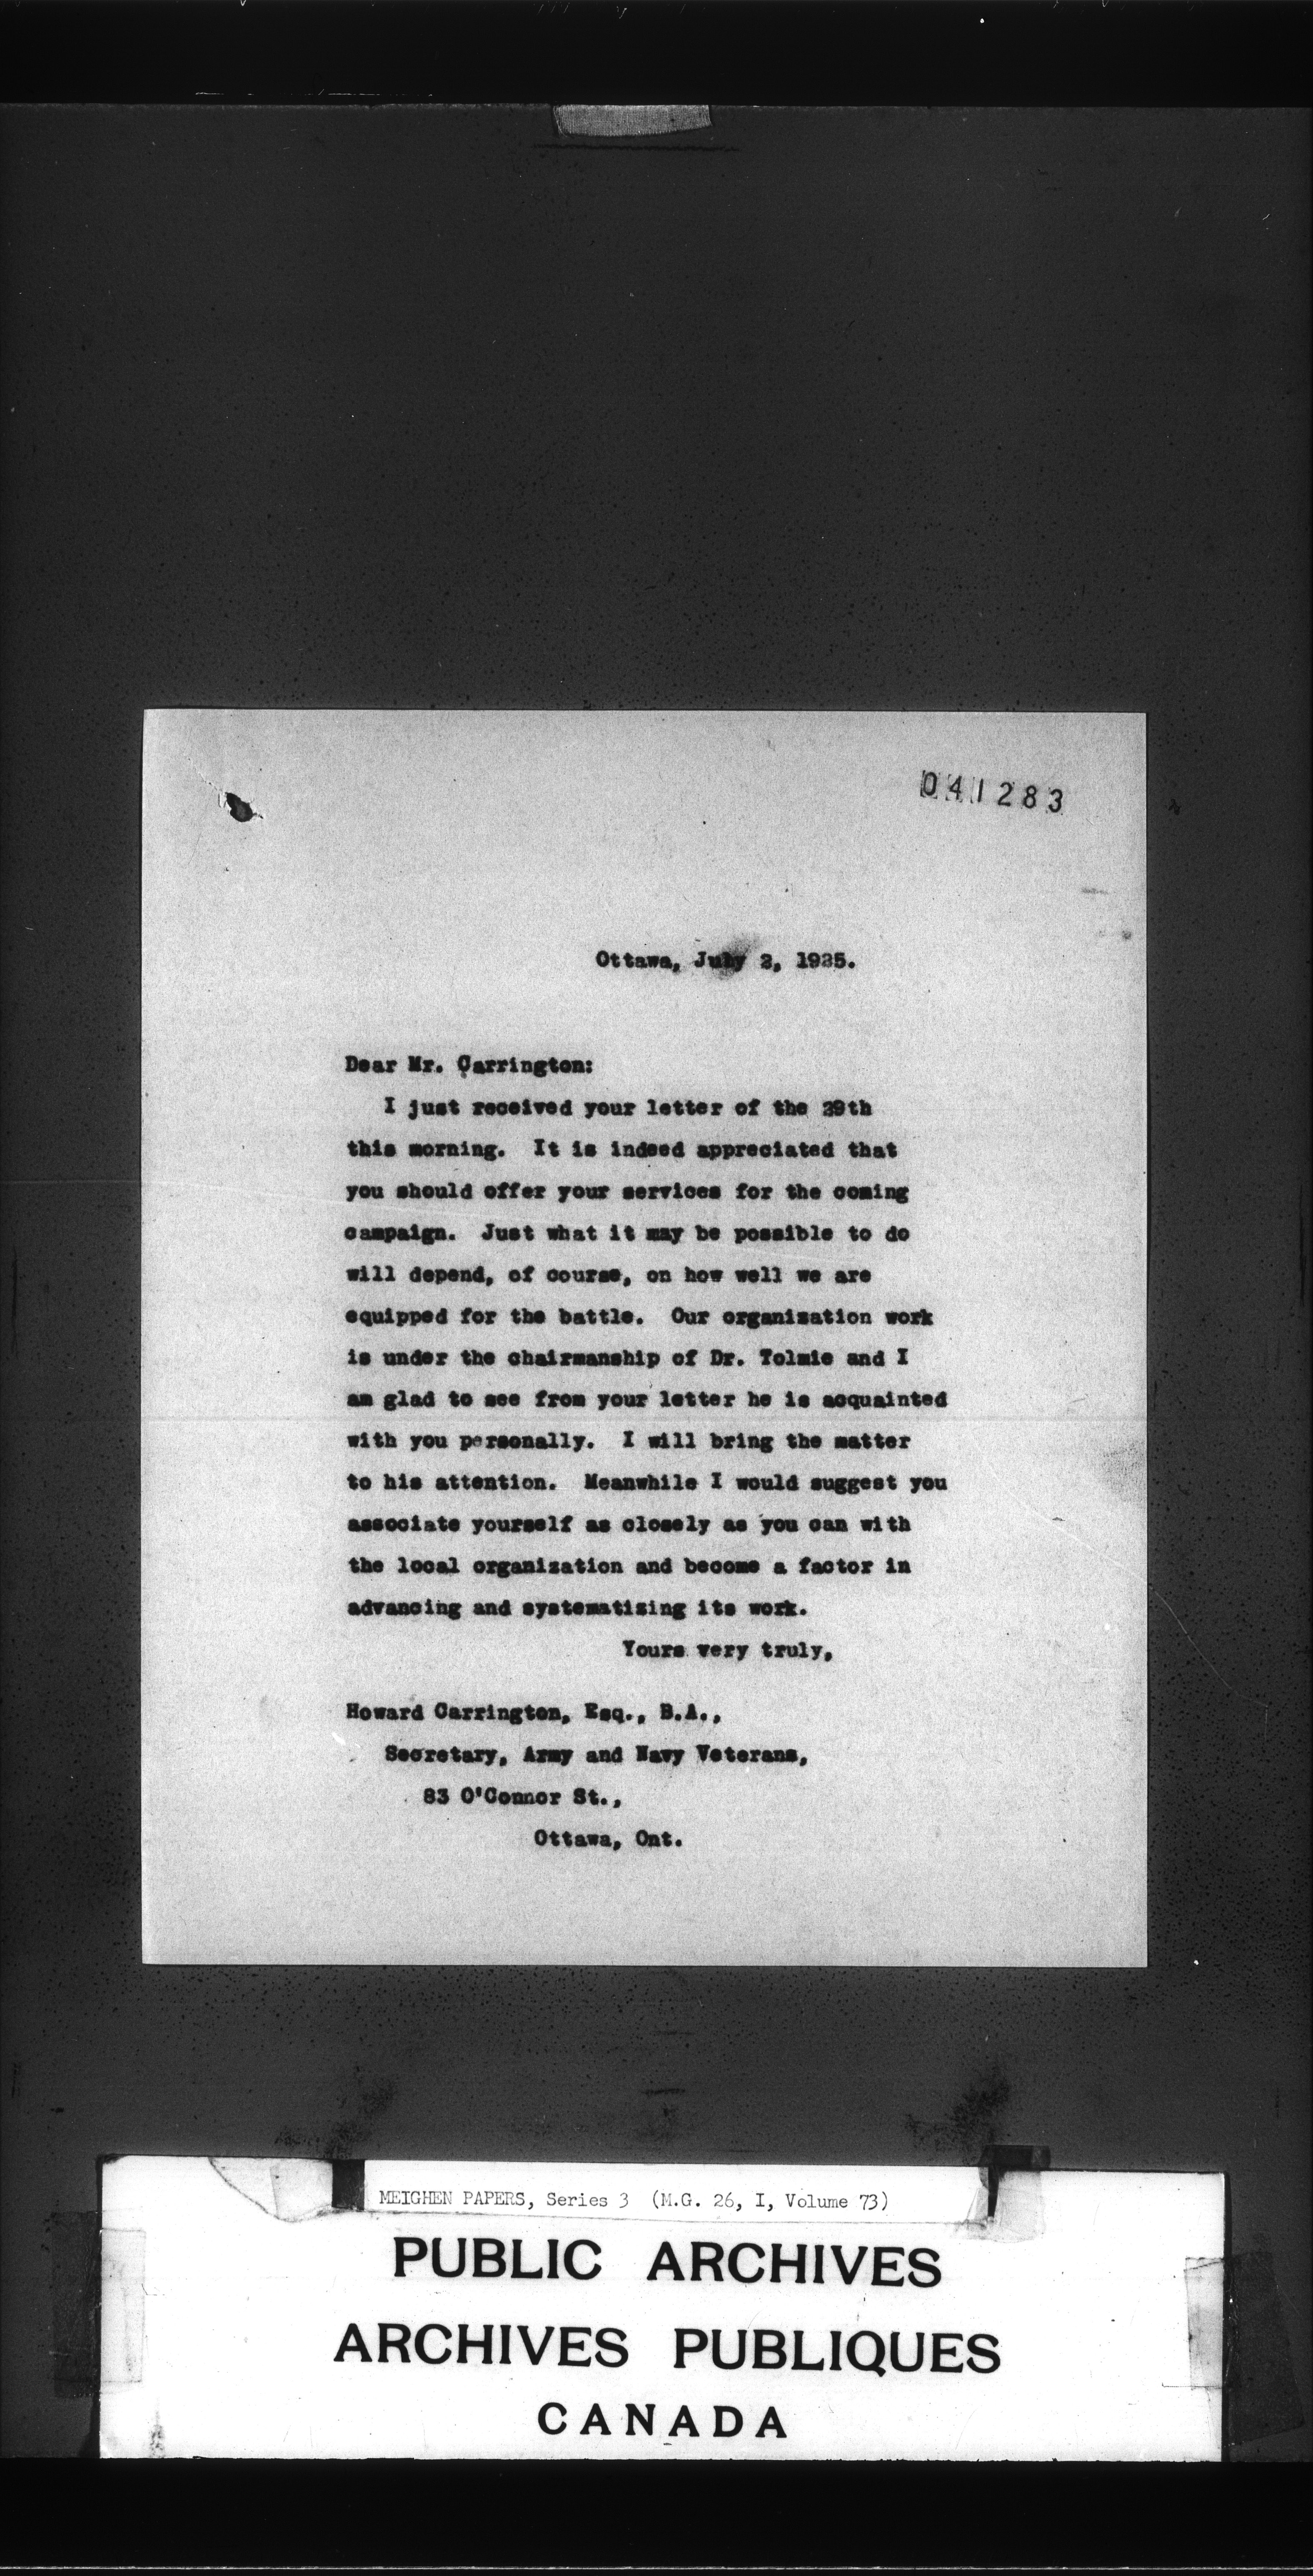 041283
Ottawa, July 2, 1925.
Dear Mr. Carrington:
I just received your letter of the 29th
this morning. It is indeed appreciated that
you should offer your services for the coming
campaign. Just what it may be possible to do
will depend, of course, on how well we are
equipped for the battle. Our organization work
is under the chairmanship of Dr. Tolmie and I
am glad to see from your letter he is acquainted
with you personally. I will bring the matter
to his attention. Meanwhile I would suggest you
associate yourself as closely as you can with
the local organization and become a factor in
advancing and systematizing its work.
Yours very truly,
Howard Carrington, Esq., B.A.,
Secretary, Army and Navy Veterans,
83 O'Connor St.,
Ottawa, Ont.
MEIGHEN PAPERS, Series 3 (M.G. 26, I, Volume 73)
PUBLIC ARCHIVES
ARCHIVES PUBLIQUES
CANADA